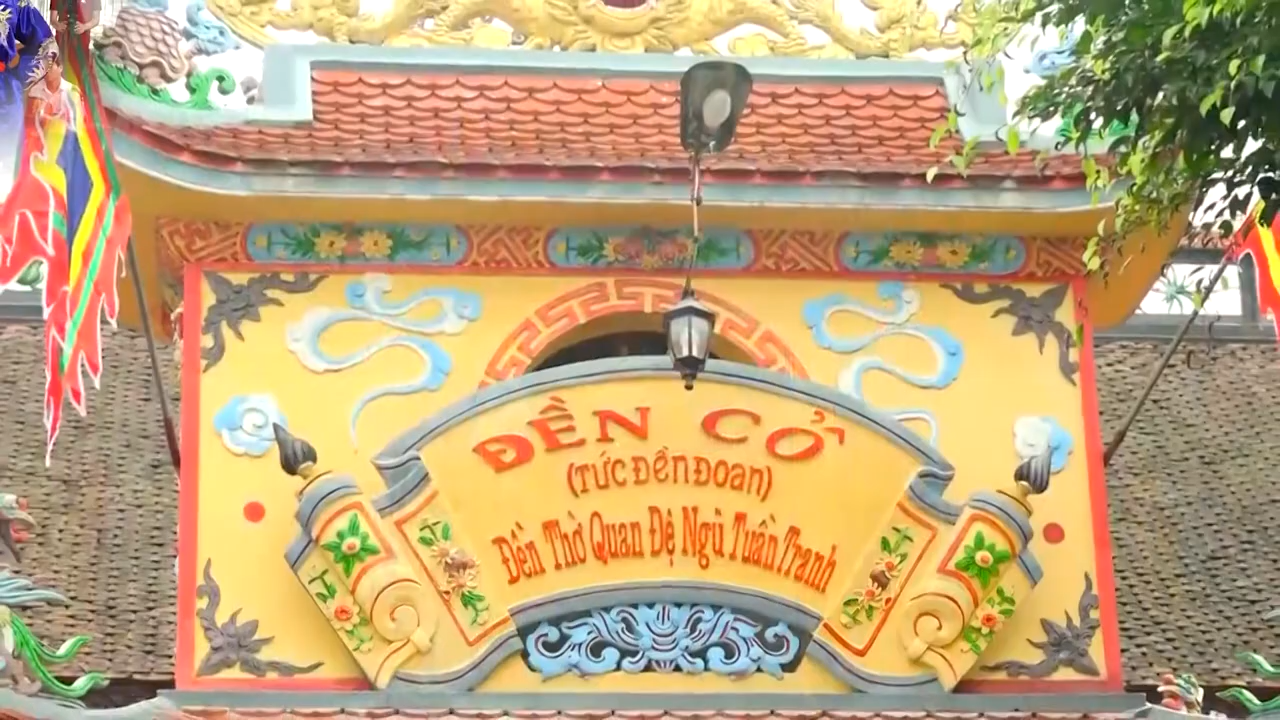 ĐỀN CỔ
(TỨC ĐỀN ĐOAN)
Đền Thờ Quan Đệ Ngũ Tuần Tranh